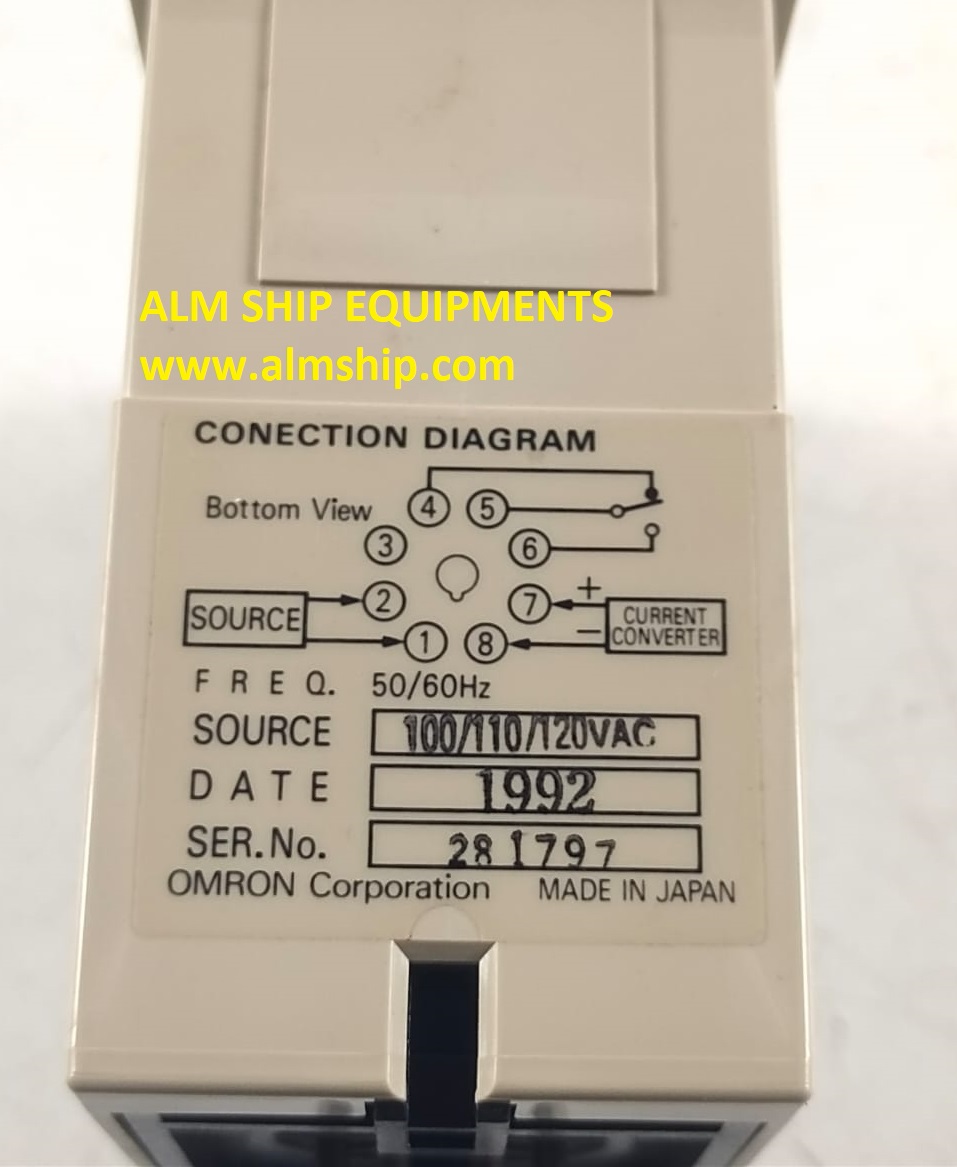 ALM SHIP EQUIPMENTS
www.almship.com
CONECTION DIAGRAM
Bottom View
4 5
3 6
2 7 +
SOURCE CURRENT CONVERTER
1 8 −
FREQ. 50/60Hz
SOURCE 100/110/120VAC
DATE 1992
SER.No. 281797
OMRON Corporation MADE IN JAPAN